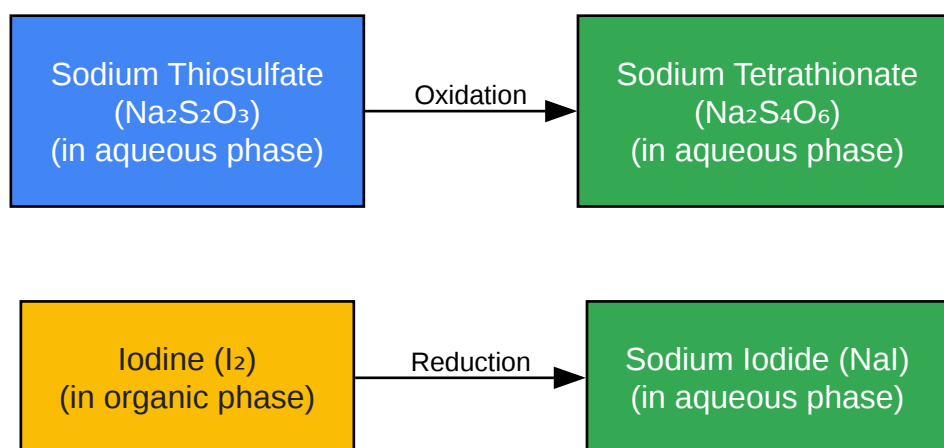 Sodium Thiosulfate
(Na₂S₂O₃)
(in aqueous phase)
Oxidation
Sodium Tetrathionate
(Na₂S₄O₆)
(in aqueous phase)
Iodine (I₂)
(in organic phase)
Reduction
Sodium Iodide (NaI)
(in aqueous phase)